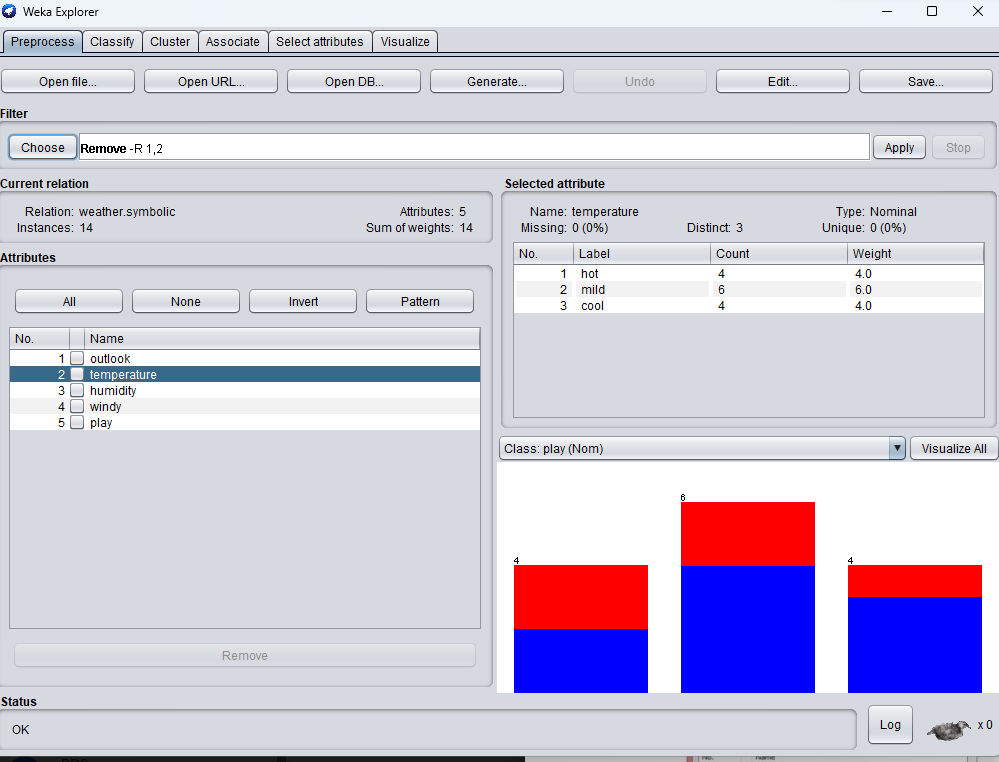 Weka Explorer
Preprocess Classify Cluster Associate Select attributes Visualize
Open file... Open URL... Open DB... Generate... Undo Edit... Save...
Filter
Choose Remove -R 1,2 Apply Stop
Current relation
Relation: weather.symbolic Attributes: 5
Instances: 14 Sum of weights: 14
Attributes
All None Invert Pattern
No. Name
1 outlook
2 temperature
3 humidity
4 windy
5 play
Remove
Selected attribute
Name: temperature Type: Nominal
Missing: 0 (0%) Distinct: 3 Unique: 0 (0%)
No. Label Count Weight
1 hot 4 4.0
2 mild 6 6.0
3 cool 4 4.0
Class: play (Nom) Visualize All
4 6 4
Status
OK Log x 0